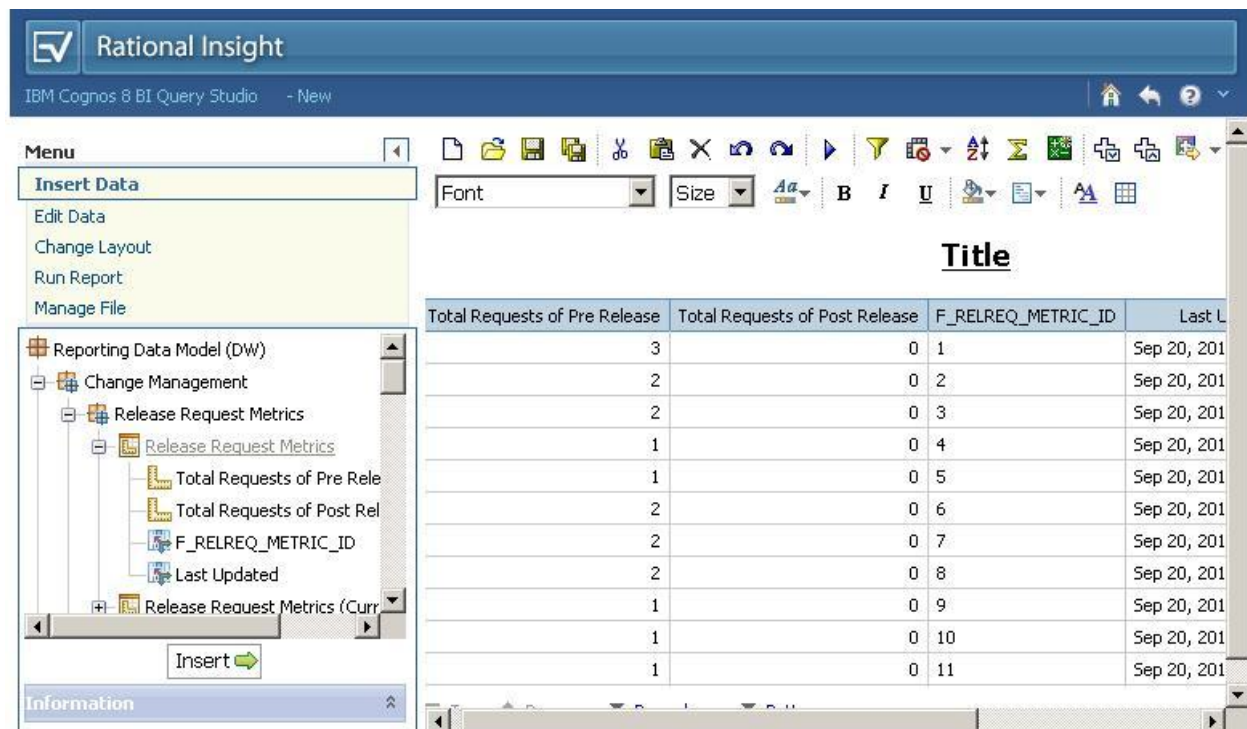 Rational Insight
IBM Cognos 8 BI Query Studio - New
Menu
Insert Data
Edit Data
Change Layout
Run Report
Manage File
Reporting Data Model (DW)
Change Management
Release Request Metrics
Release Request Metrics
Total Requests of Pre Rele
Total Requests of Post Rel
F_RELREQ_METRIC_ID
Last Updated
Release Request Metrics (Curr
Insert
Information
Font Size B I U
Title
Total Requests of Pre Release Total Requests of Post Release F_RELREQ_METRIC_ID Last U
3 0 1 Sep 20, 201
2 0 2 Sep 20, 201
2 0 3 Sep 20, 201
1 0 4 Sep 20, 201
1 0 5 Sep 20, 201
2 0 6 Sep 20, 201
2 0 7 Sep 20, 201
2 0 8 Sep 20, 201
1 0 9 Sep 20, 201
1 0 10 Sep 20, 201
1 0 11 Sep 20, 201